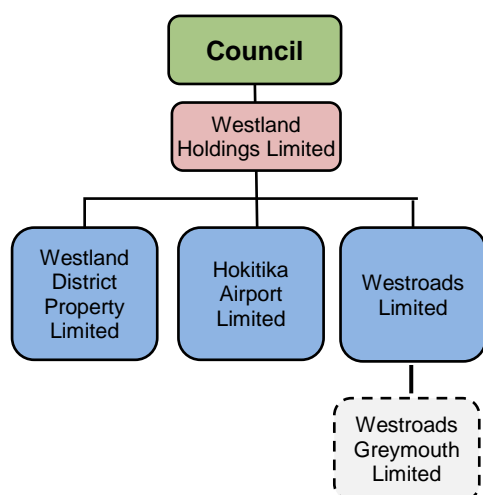 Council
Westland
Holdings Limited
Westland
District
Property
Limited
Hokitika
Airport
Limited
Westroads
Limited
Westroads
Greymouth
Limited